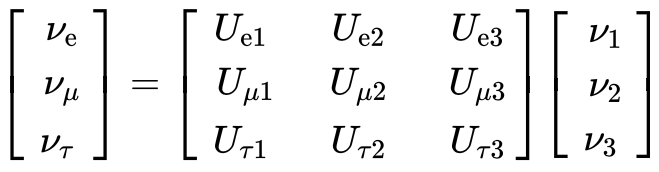 [ νe ] [ Ue1 Ue2 Ue3 ] [ ν1 ]
[ νμ ] = [ Uμ1 Uμ2 Uμ3 ] [ ν2 ]
[ ντ ] [ Uτ1 Uτ2 Uτ3 ] [ ν3 ]